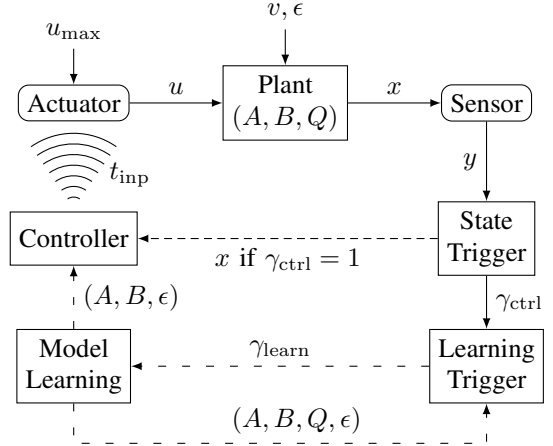 u_max
v, ϵ
Actuator
u
Plant
(A, B, Q)
x
Sensor
t_inp
y
Controller
x if γ_ctrl = 1
State
Trigger
(A, B, ϵ)
γ_ctrl
Model
Learning
γ_learn
Learning
Trigger
(A, B, Q, ϵ)